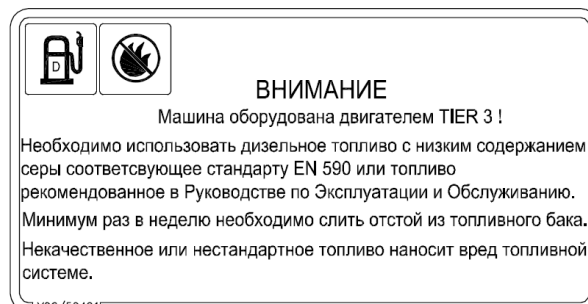 D
ВНИМАНИЕ
Машина оборудована двигателем TIER 3 !
Необходимо использовать дизельное топливо с низким содержанием
серы соответсвующее стандарту EN 590 или топливо
рекомендованное в Руководстве по Эксплуатации и Обслуживанию.
Минимум раз в неделю необходимо слить отстой из топливного бака.
Некачественное или нестандартное топливо наносит вред топливной
системе.